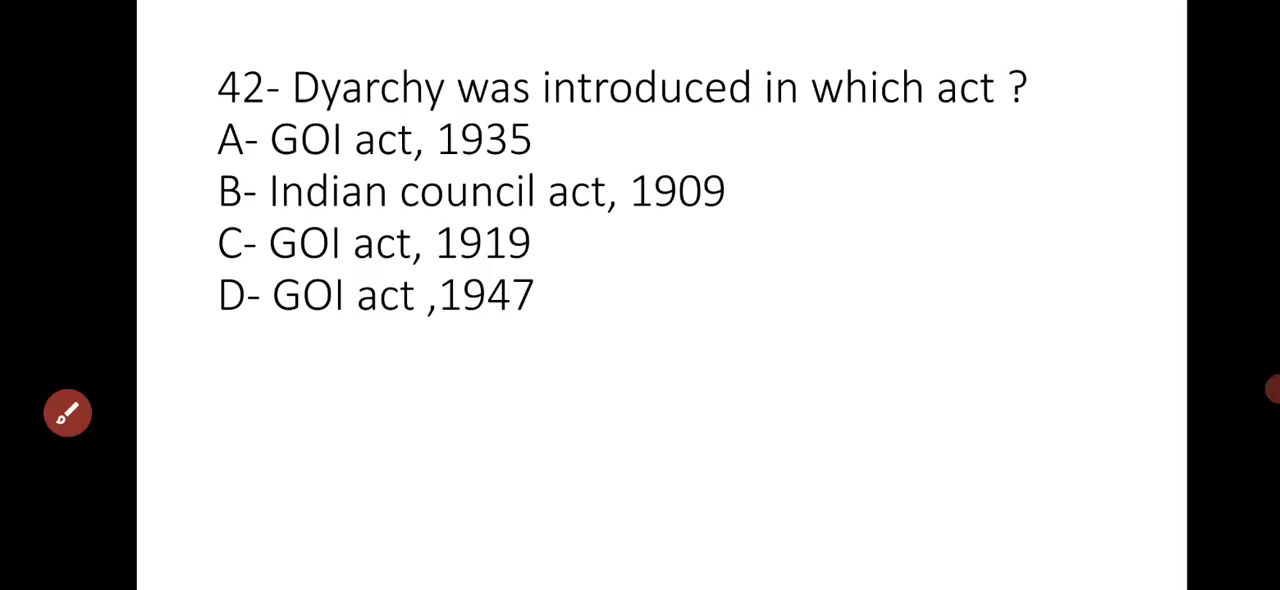 42- Dyarchy was introduced in which act ?
A- GOI act, 1935
B- Indian council act, 1909
C- GOI act, 1919
D- GOI act ,1947